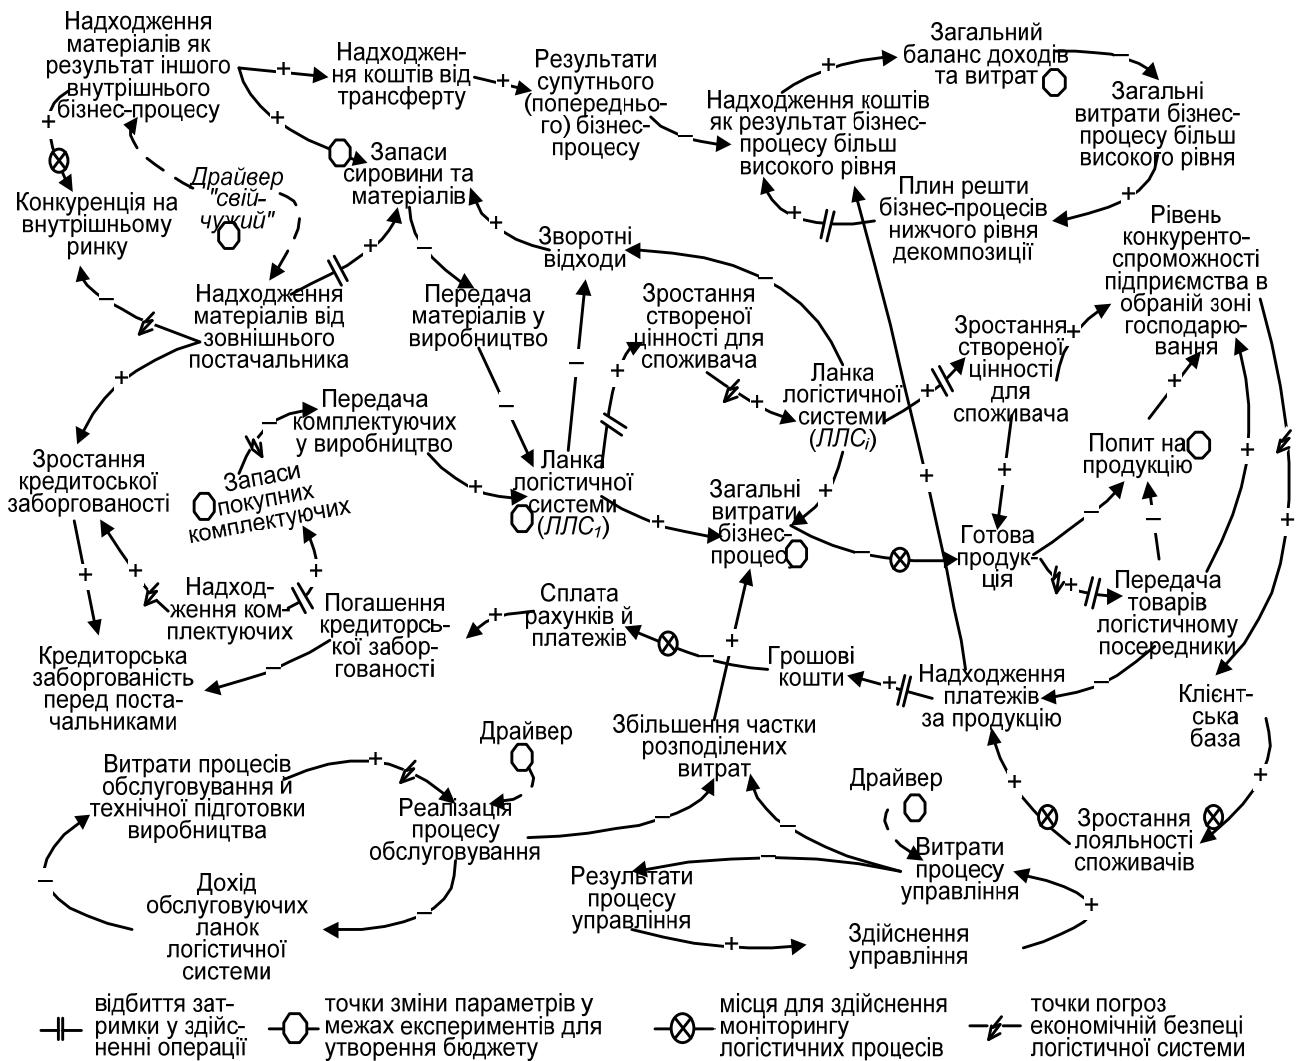 Надходження
матеріалів як
результат іншого
внутрішнього
бізнес-процесу
Надходжен-
ня коштів від
трансферту
Результати
супутнього
(попередньо-
го) бізнес-
процесу
Надходження коштів
як результат бізнес-
процесу більш
високого рівня
Загальний
баланс доходів
та витрат
Загальні
витрати бізнес-
процесу більш
високого рівня
Плин решти
бізнес-процесів
нижчого рівня
декомпозиції
Запаси
сировини та
матеріалів
Драйвер
"свій-
чужий"
Конкуренція на
внутрішньому
ринку
Зворотні
відходи
Рівень
конкуренто-
спроможності
підприємства в
обраній зоні
господарю-
вання
Надходження
матеріалів від
зовнішнього
постачальника
Передача
матеріалів у
виробництво
Зростання
створеної
цінності для
споживача
Зростання
створеної
цінності
для
споживача
Ланка
логістичної
системи
(ЛЛСі)
Передача
комплектуючих
у виробництво
Зростання
кредитоської
заборгованості
Запаси
покупних
комплектуючих
Ланка
логістичної
системи
(ЛЛС1)
Загальні
витрати
бізнес-
процес
Попит на
продукцію
Готова
продук-
ція
Передача
товарів
логістичному
посередники
Надход-
ження ком-
плектуючих
Погашення
кредиторсь-
кої забор-
гованості
Сплата
рахунків й
платежів
Грошові
кошти
Надходження
платежів
за продукцію
Кредиторська
заборгованість
перед поста-
чальниками
Клієнт-
ська
база
Збільшення частки
розподілених
витрат
Драйвер
Витрати процесів
обслуговування й
технічної підготовки
виробництва
Реалізація
процесу
обслуговування
Драйвер
Зростання
лояльності
споживачів
Витрати
процесу
управління
Результати
процесу
управління
Дохід
обслуговуючих
ланок
логістичної
системи
Здійснення
управління
відбиття зат-
римки у здійс-
ненні операції
точки зміни параметрів у
межах експериментів для
утворення бюджету
місця для здійснення
моніторингу
логістичних процесів
точки погроз
економічній безпеці
логістичної системи